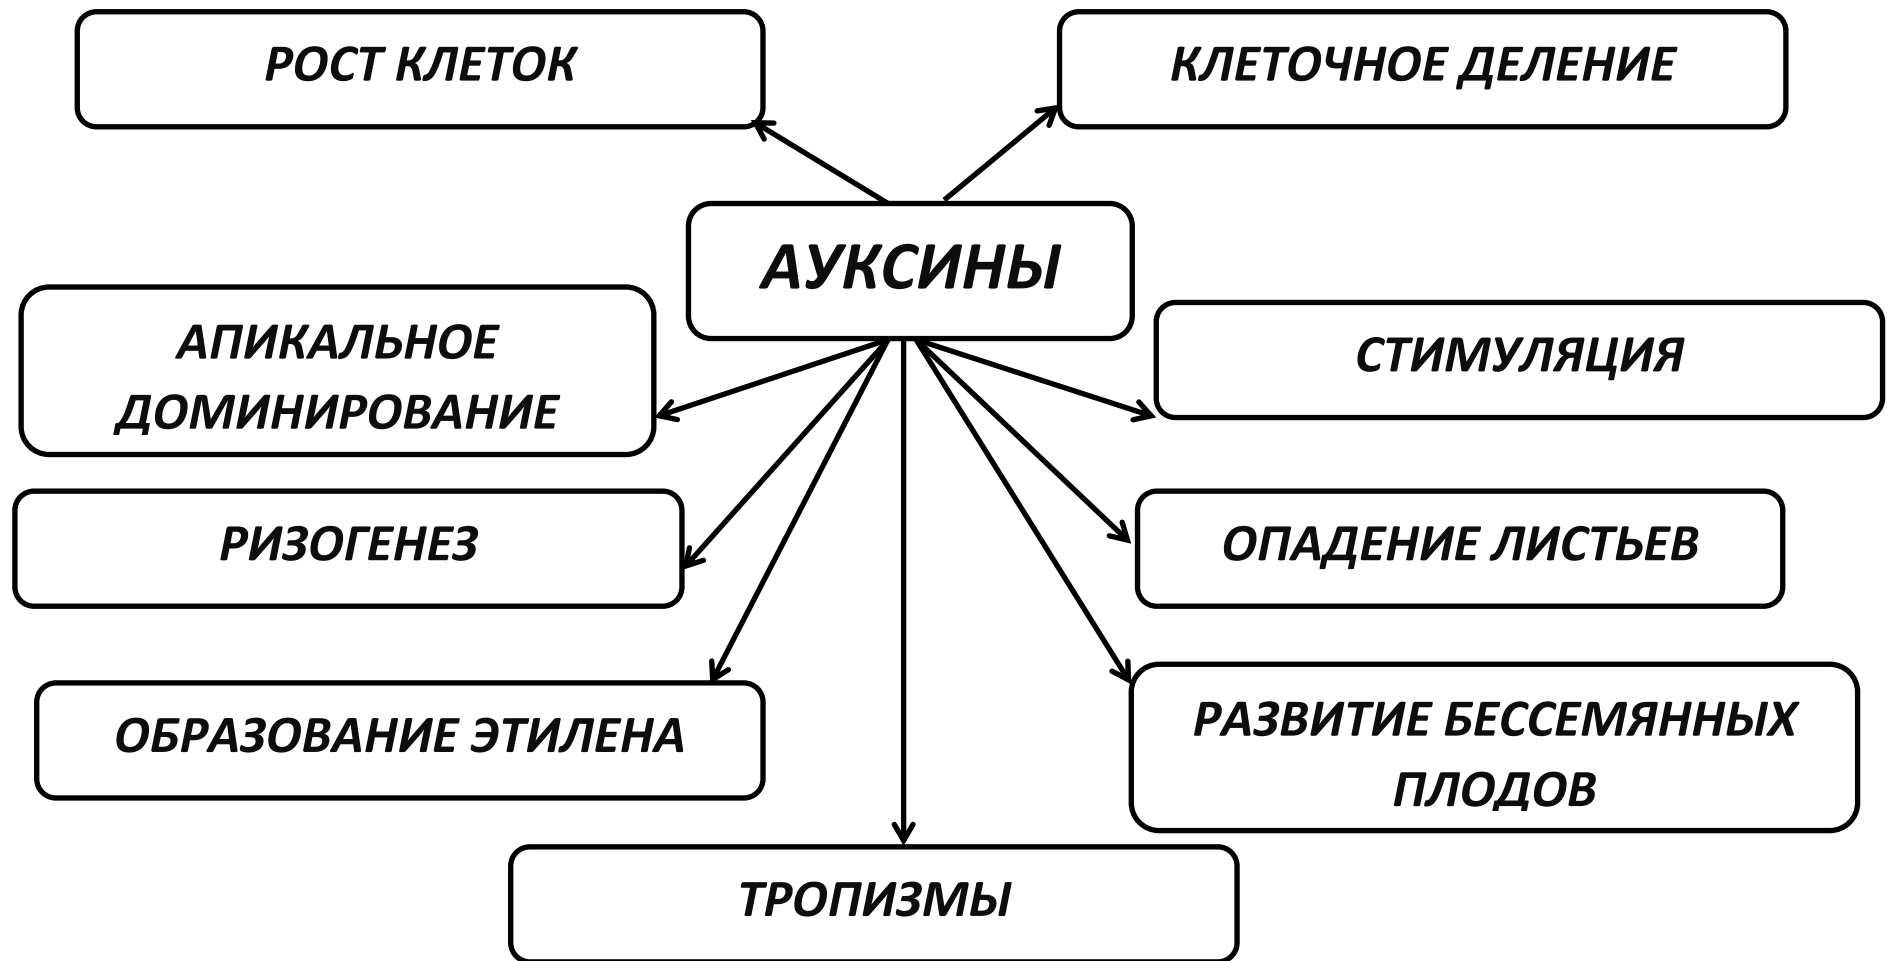 РОСТ КЛЕТОК
КЛЕТОЧНОЕ ДЕЛЕНИЕ
АУКСИНЫ
АПИКАЛЬНОЕ
ДОМИНИРОВАНИЕ
СТИМУЛЯЦИЯ
РИЗОГЕНЕЗ
ОПАДЕНИЕ ЛИСТЬЕВ
ОБРАЗОВАНИЕ ЭТИЛЕНА
РАЗВИТИЕ БЕССЕМЯННЫХ
ПЛОДОВ
ТРОПИЗМЫ